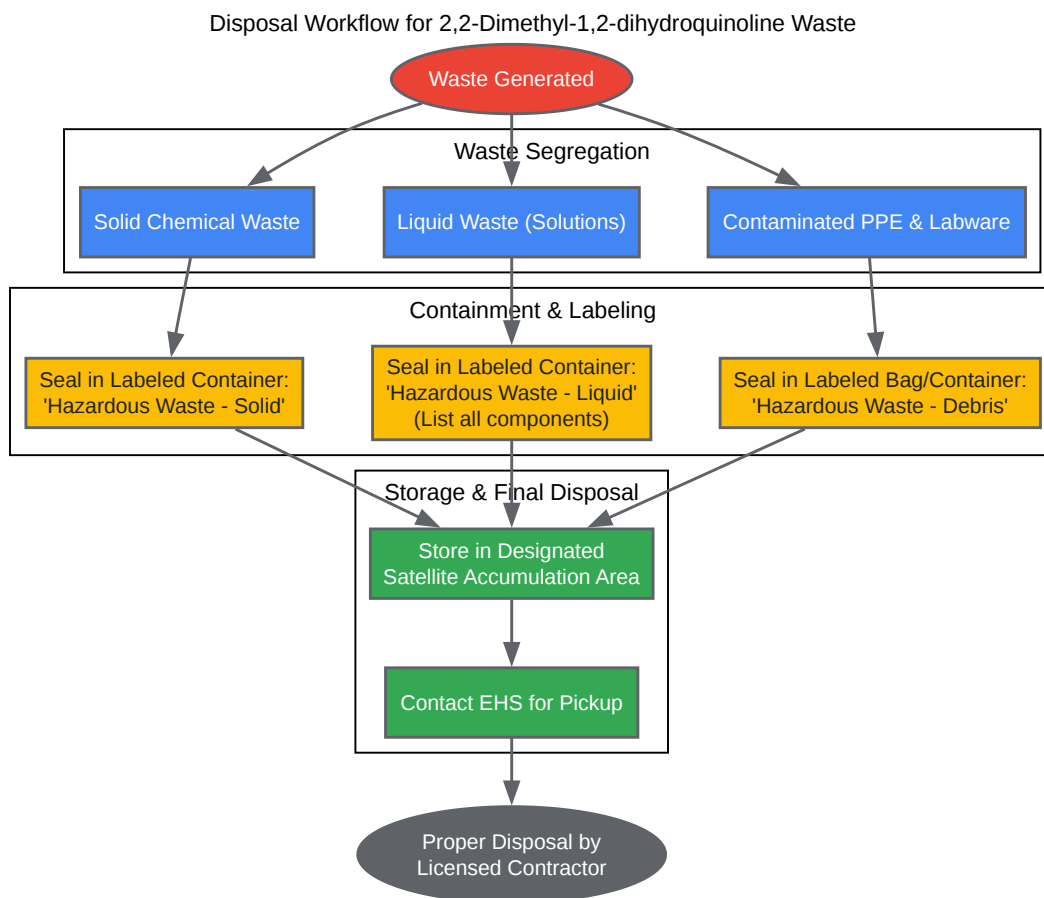 Disposal Workflow for 2,2-Dimethyl-1,2-dihydroquinoline Waste
Waste Generated
Waste Segregation
Solid Chemical Waste
Liquid Waste (Solutions)
Contaminated PPE & Labware
Containment & Labeling
Seal in Labeled Container:
'Hazardous Waste - Solid'
Seal in Labeled Container:
'Hazardous Waste - Liquid'
(List all components)
Seal in Labeled Bag/Container:
'Hazardous Waste - Debris'
Storage & Final Disposal
Store in Designated
Satellite Accumulation Area
Contact EHS for Pickup
Proper Disposal by
Licensed Contractor